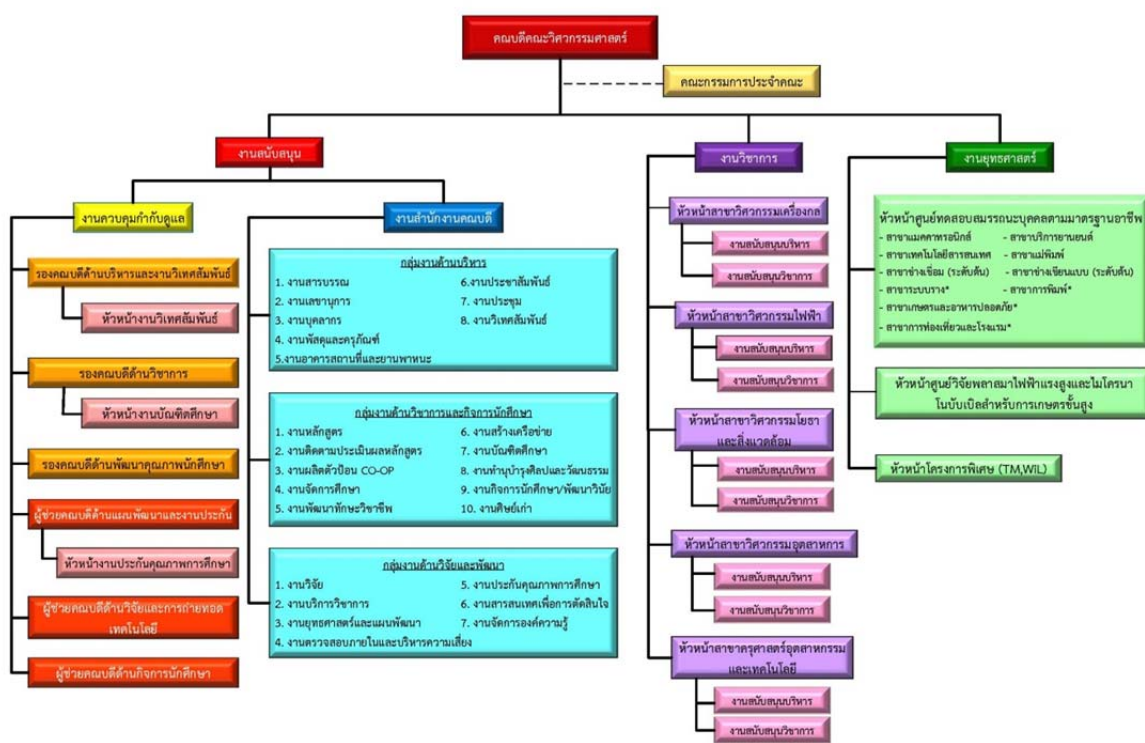 คณบดีคณะวิศวกรรมศาสตร์
คณะกรรมการประจำคณะ
งานสนับสนุน
งานวิชาการ
งานยุทธศาสตร์
งานควบคุมกำกับดูแล
งานสำนักงานคณบดี
รองคณบดีด้านบริหารและงานวิเทศสัมพันธ์
หัวหน้างานวิเทศสัมพันธ์
รองคณบดีด้านวิชาการ
หัวหน้างานบัณฑิตศึกษา
รองคณบดีด้านพัฒนาคุณภาพนักศึกษา
ผู้ช่วยคณบดีด้านแผนพัฒนาและงานประกัน
หัวหน้างานประกันคุณภาพการศึกษา
ผู้ช่วยคณบดีด้านวิจัยและการถ่ายทอด
เทคโนโลยี
ผู้ช่วยคณบดีด้านกิจการนักศึกษา
กลุ่มงานด้านบริหาร
1. งานสารบรรณ
2. งานเลขานุการ
3. งานบุคลากร
4. งานพัสดุและครุภัณฑ์
5.งานอาคารสถานที่และยานพาหนะ
6.งานประชาสัมพันธ์
7. งานประชุม
8. งานวิเทศสัมพันธ์
กลุ่มงานด้านวิชาการและกิจการนักศึกษา
1. งานหลักสูตร
2. งานติดตามประเมินผลหลักสูตร
3. งานผลิตตัวป้อน CO-OP
4. งานจัดการศึกษา
5. งานพัฒนาทักษะวิชาชีพ
6. งานสร้างเครือข่าย
7. งานบัณฑิตศึกษา
8. งานทำนุบำรุงศิลปและวัฒนธรรม
9. งานกิจการนักศึกษา/พัฒนาวินัย
10. งานศิษย์เก่า
กลุ่มงานด้านวิจัยและพัฒนา
1. งานวิจัย
2. งานบริการวิชาการ
3. งานยุทธศาสตร์และแผนพัฒนา
4. งานตรวจสอบภายในและบริหารความเสี่ยง
5. งานประกันคุณภาพการศึกษา
6. งานสารสนเทศเพื่อการตัดสินใจ
7. งานจัดการองค์ความรู้
หัวหน้าสาขาวิศวกรรมเครื่องกล
งานสนับสนุนบริหาร
งานสนับสนุนวิชาการ
หัวหน้าสาขาวิศวกรรมไฟฟ้า
งานสนับสนุนบริหาร
งานสนับสนุนวิชาการ
หัวหน้าสาขาวิศวกรรมโยธา
และสิ่งแวดล้อม
งานสนับสนุนบริหาร
งานสนับสนุนวิชาการ
หัวหน้าสาขาวิศวกรรมอุตสาหการ
งานสนับสนุนบริหาร
งานสนับสนุนวิชาการ
หัวหน้าสาขาครุศาสตร์อุตสาหกรรม
และเทคโนโลยี
งานสนับสนุนบริหาร
งานสนับสนุนวิชาการ
หัวหน้าศูนย์ทดสอบสมรรถนะบุคคลตามมาตรฐานอาชีพ
- สาขาแมคคาทรอนิกส์
- สาขาบริการยานยนต์
- สาขาเทคโนโลยีสารสนเทศ
- สาขาแม่พิมพ์
- สาขาช่างเชื่อม (ระดับต้น)
- สาขาช่างเขียนแบบ (ระดับต้น)
- สาขาระบบราง*
- สาขาการพิมพ์*
- สาขาเกษตรและอาหารปลอดภัย*
- สาขาการท่องเที่ยวและโรงแรม*
หัวหน้าศูนย์วิจัยพลาสมาไฟฟ้าแรงสูงและไมโครนา
โนบับเบิลสำหรับการเกษตรขั้นสูง
หัวหน้าโครงการพิเศษ (TM,WIL)